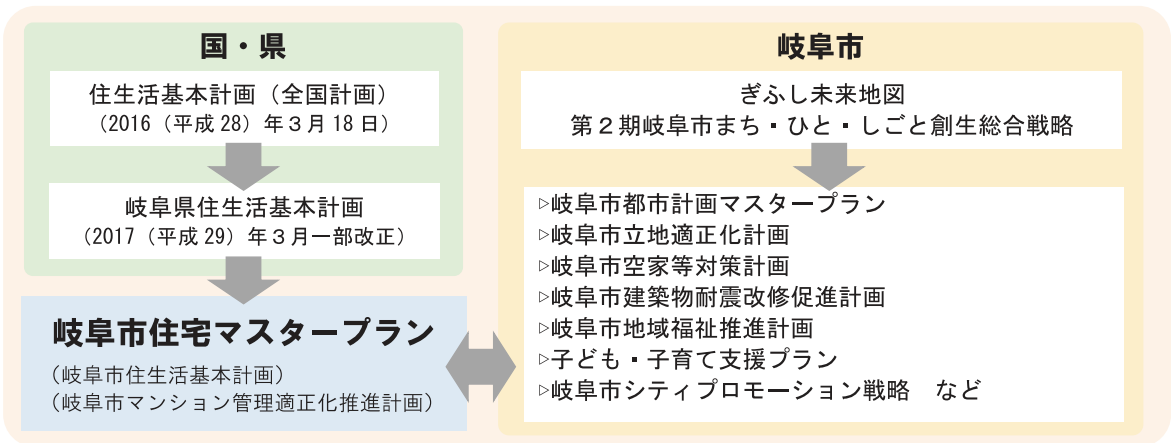 国・県
住生活基本計画（全国計画）
（2016（平成28）年３月18日）
岐阜県住生活基本計画
（2017（平成29）年３月一部改正）
岐阜市住宅マスタープラン
（岐阜市住生活基本計画）
（岐阜市マンション管理適正化推進計画）
岐阜市
ぎふし未来地図
第２期岐阜市まち・ひと・しごと創生総合戦略
▷岐阜市都市計画マスタープラン
▷岐阜市立地適正化計画
▷岐阜市空家等対策計画
▷岐阜市建築物耐震改修促進計画
▷岐阜市地域福祉推進計画
▷子ども・子育て支援プラン
▷岐阜市シティプロモーション戦略　など